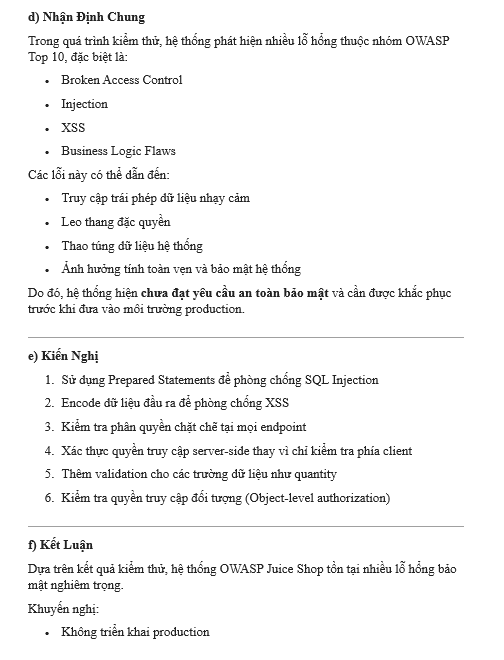 d) Nhận Định Chung
Trong quá trình kiểm thử, hệ thống phát hiện nhiều lỗ hổng thuộc nhóm OWASP
Top 10, đặc biệt là:
• Broken Access Control
• Injection
• XSS
• Business Logic Flaws
Các lỗi này có thể dẫn đến:
• Truy cập trái phép dữ liệu nhạy cảm
• Leo thang đặc quyền
• Thao túng dữ liệu hệ thống
• Ảnh hưởng tính toàn vẹn và bảo mật hệ thống
Do đó, hệ thống hiện chưa đạt yêu cầu an toàn bảo mật và cần được khắc phục
trước khi đưa vào môi trường production.
e) Kiến Nghị
1. Sử dụng Prepared Statements để phòng chống SQL Injection
2. Encode dữ liệu đầu ra để phòng chống XSS
3. Kiểm tra phân quyền chặt chẽ tại mọi endpoint
4. Xác thực quyền truy cập server-side thay vì chỉ kiểm tra phía client
5. Thêm validation cho các trường dữ liệu như quantity
6. Kiểm tra quyền truy cập đối tượng (Object-level authorization)
f) Kết Luận
Dựa trên kết quả kiểm thử, hệ thống OWASP Juice Shop tồn tại nhiều lỗ hổng bảo
mật nghiêm trọng.
Khuyến nghị:
• Không triển khai production